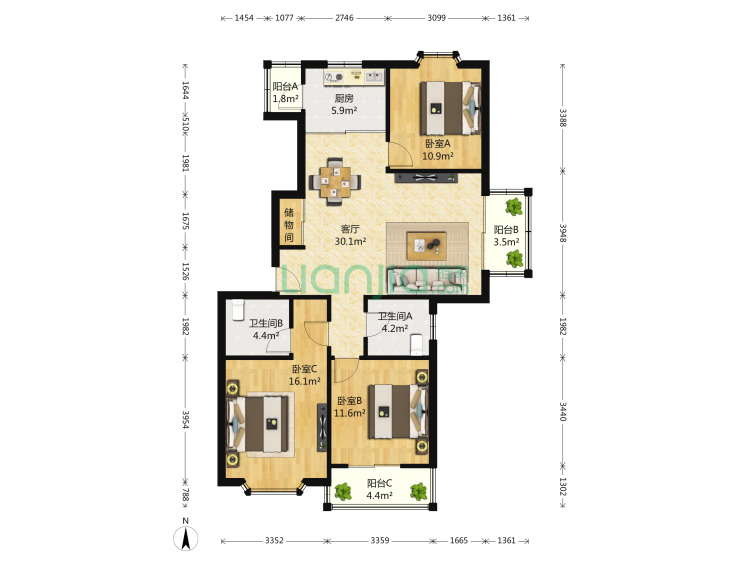 1454 1077 2746 3099 1361
1644
510
1981
1675
1526
1982
3954
788
3388
3948
1982
3440
1302
阳台A
1.8m²
厨房
5.9m²
卧室A
10.9m²
储
物
间
客厅
30.1m²
阳台B
3.5m²
Lianjia
卫生间B
4.4m²
卫生间A
4.2m²
卧室C
16.1m²
卧室B
11.6m²
阳台C
4.4m²
N
3352 3359 1665 1361